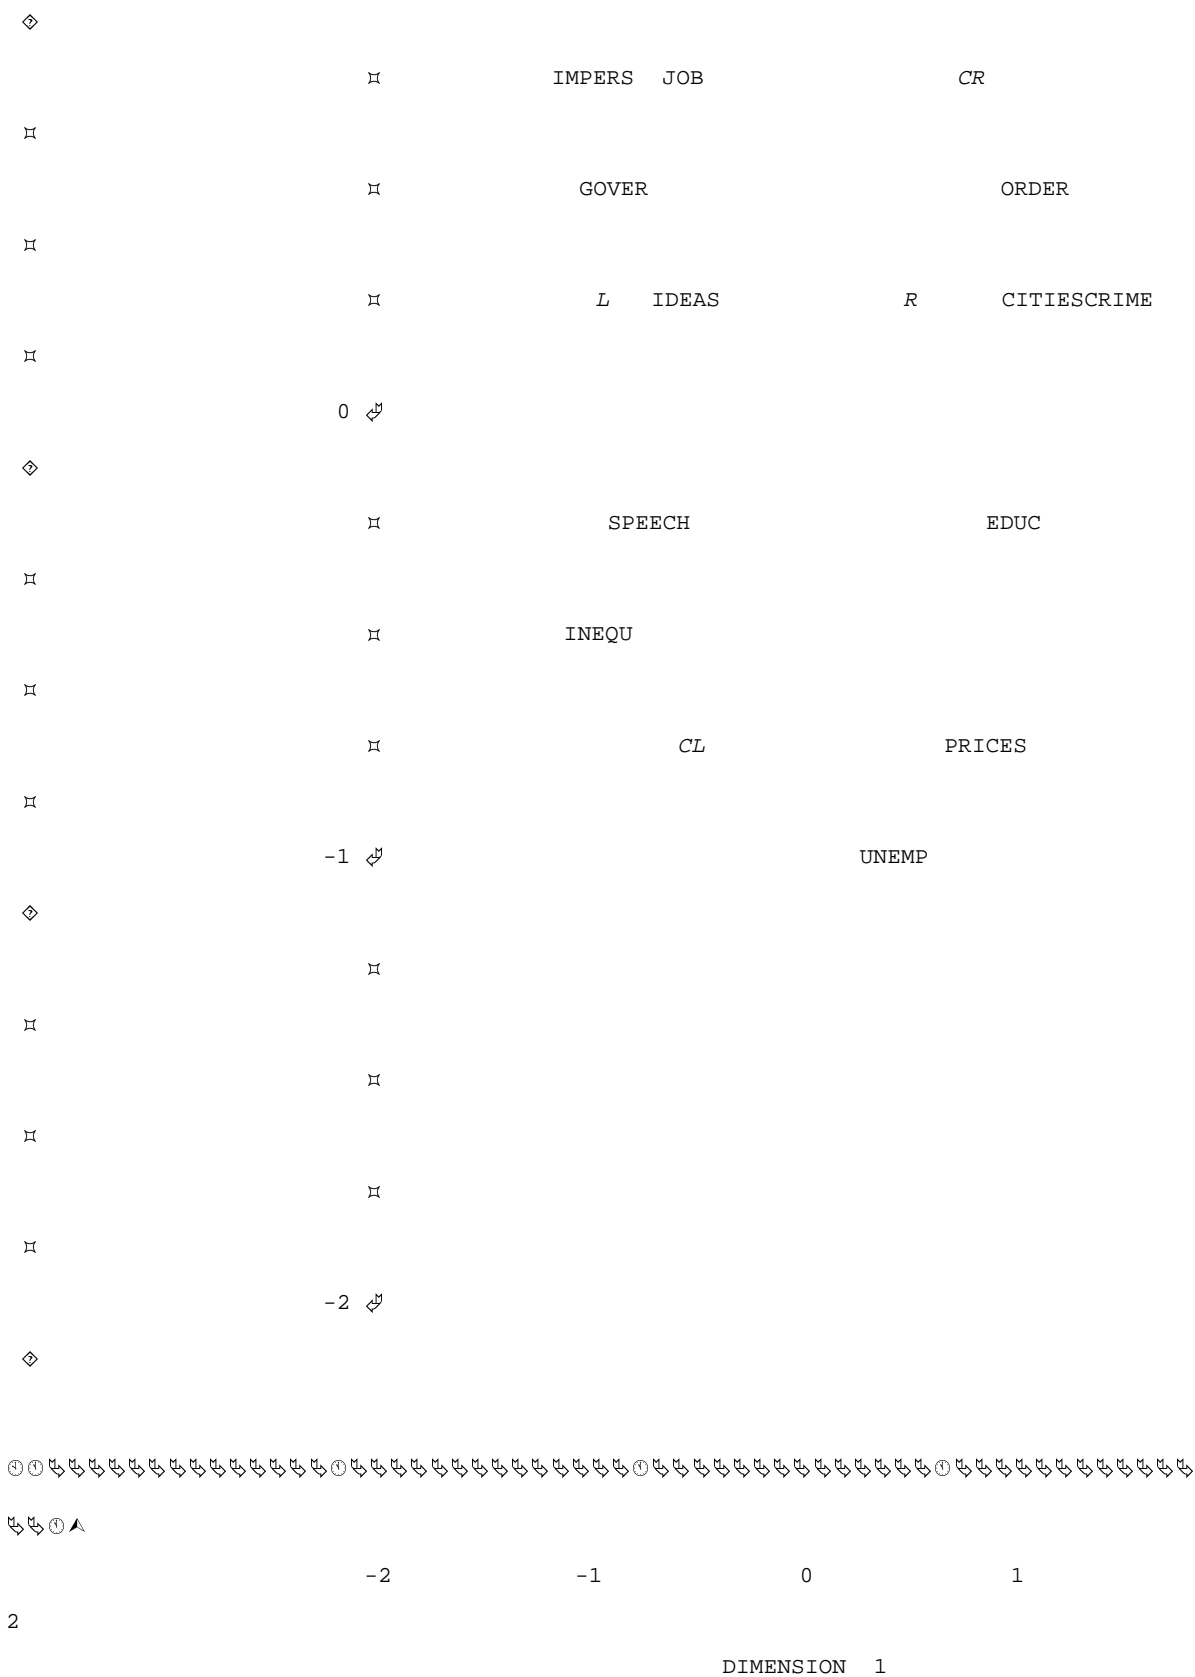 IMPERS JOB CR
GOVER ORDER
L IDEAS R CITIESCRIME
0
SPEECH EDUC
INEQU
CL PRICES
-1 UNEMP
-2
-2 -1 0 1
2
DIMENSION 1